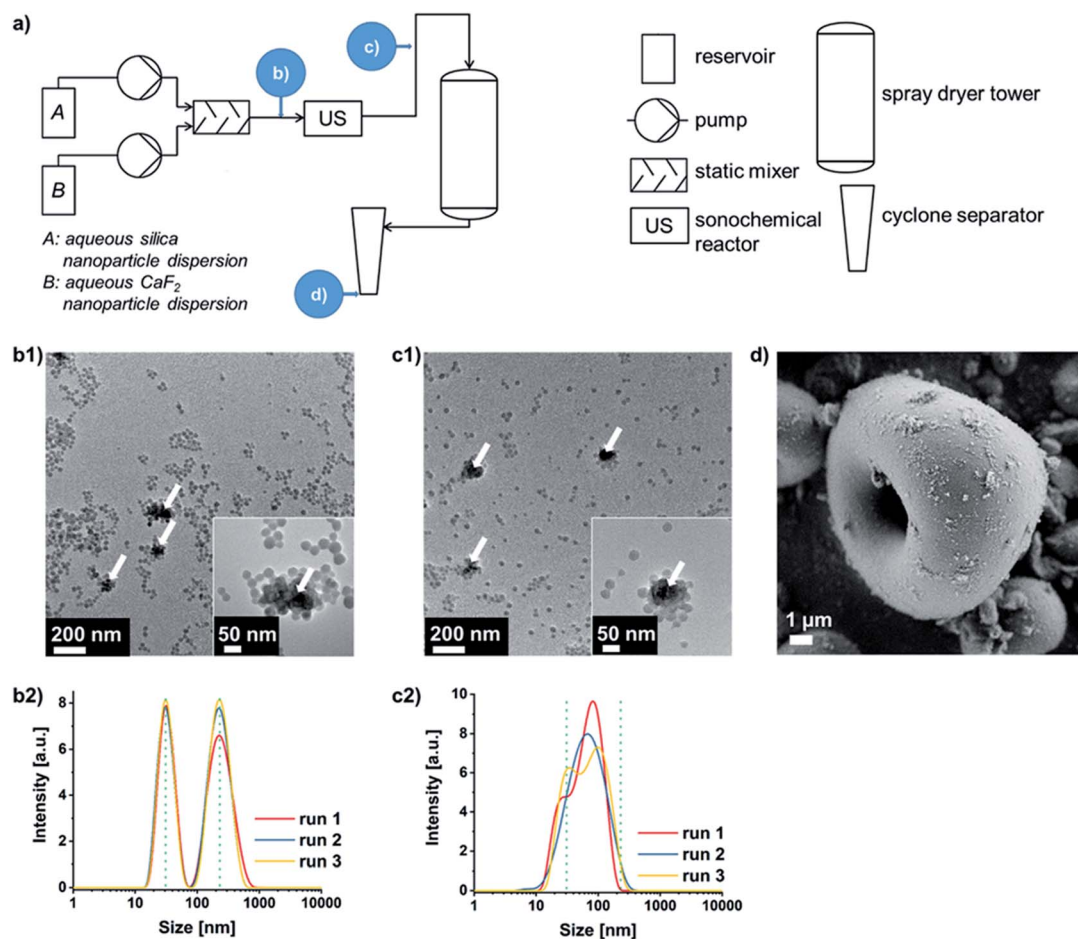 a)
b)
c)
d)
A
B
US
A: aqueous silica
nanoparticle dispersion
B: aqueous CaF2
nanoparticle dispersion
reservoir
pump
static mixer
US
sonochemical
reactor
spray dryer tower
cyclone separator
b1)
200 nm
50 nm
c1)
200 nm
50 nm
d)
1 µm
b2)
Intensity [a.u.]
8
6
4
2
0
1
10
100
1000
10000
Size [nm]
run 1
run 2
run 3
c2)
Intensity [a.u.]
10
8
6
4
2
0
1
10
100
1000
10000
Size [nm]
run 1
run 2
run 3